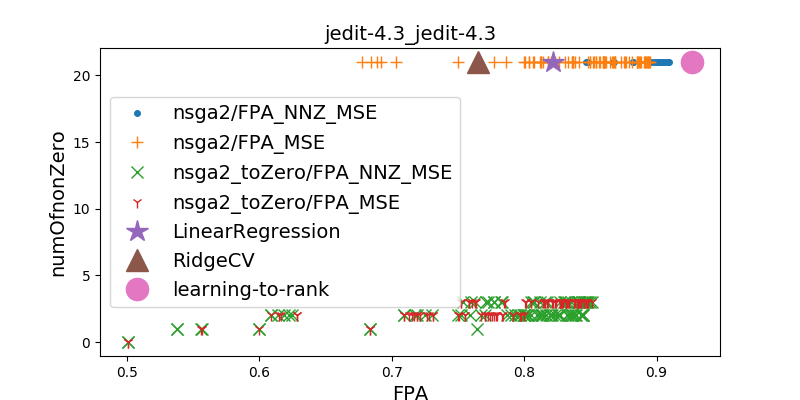 jedit-4.3_jedit-4.3
20
15
10
5
0
numOfnonZero
nsga2/FPA_NNZ_MSE
nsga2/FPA_MSE
nsga2_toZero/FPA_NNZ_MSE
nsga2_toZero/FPA_MSE
LinearRegression
RidgeCV
learning-to-rank
0.5 0.6 0.7 0.8 0.9
FPA